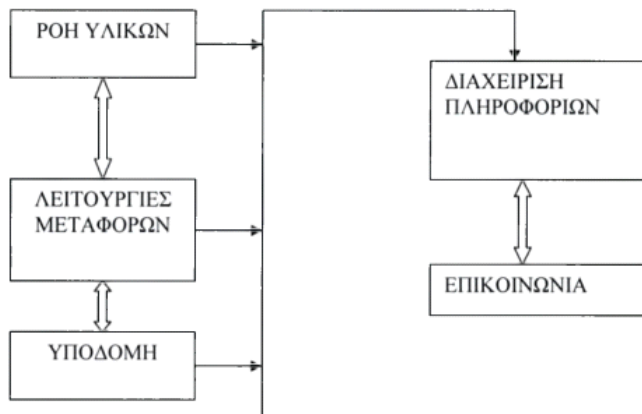 ΡΟΗ ΥΛΙΚΩΝ
ΔΙΑΧΕΙΡΙΣΗ
ΠΛΗΡΟΦΟΡΙΩΝ
ΛΕΙΤΟΥΡΓΙΕΣ
ΜΕΤΑΦΟΡΩΝ
ΕΠΙΚΟΙΝΩΝΙΑ
ΥΠΟΔΟΜΗ